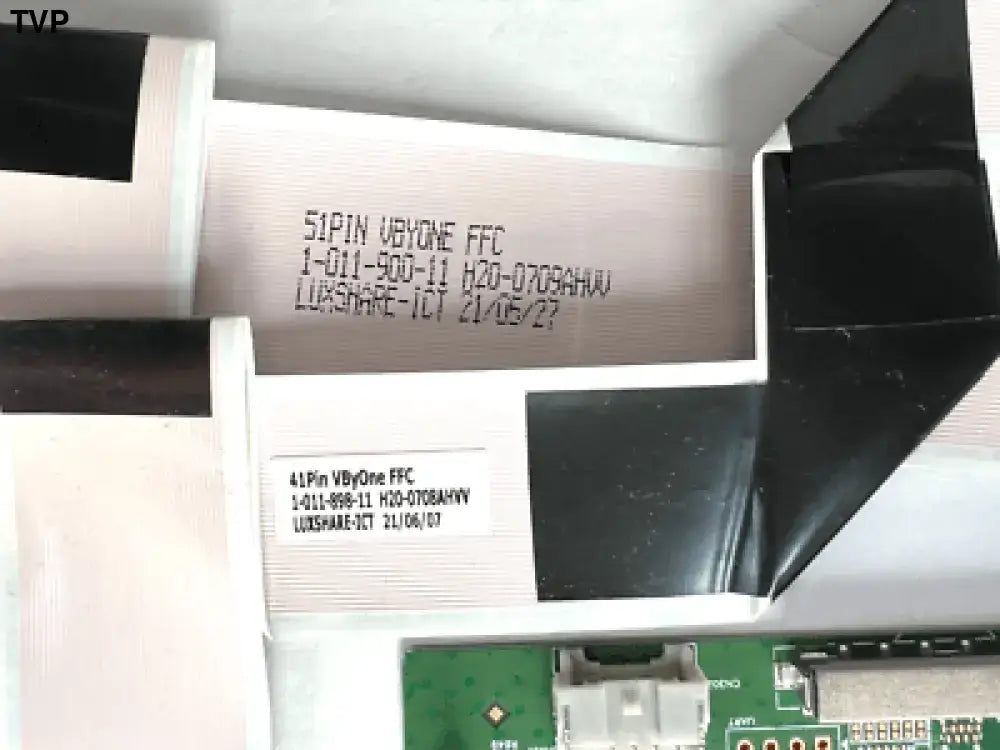 TVP
51PIN VBYONE FFC
1-011-900-11 H20-0709AHVV
LUXSHARE-ICT 21/05/27
41Pin VByOne FFC
1-011-898-11 H20-0708AHVV
LUXSHARE-ICT 21/06/07
UART